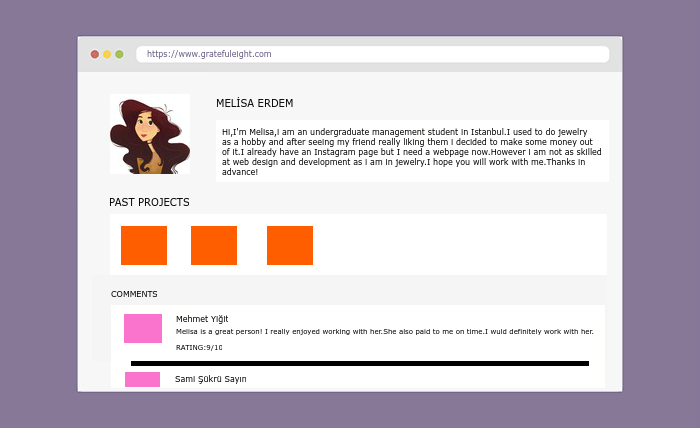 https://www.gratefuleight.com
MELİSA ERDEM
Hi,I'm Melisa,i am an undergraduate management student in Istanbul.I used to do jewelry
as a hobby and after seeing my friend really liking them i decided to make some money out
of it.I already have an Instagram page but I need a webpage now.However i am not as skilled
at web design and development as i am in jewelry.I hope you will work with me.Thanks in
advance!
PAST PROJECTS
COMMENTS
Mehmet Yiğit
Melisa is a great person! I really enjoyed working with her.She also paid to me on time.I wuld definitely work with her.
RATING:9/10
Sami Şükrü Sayın